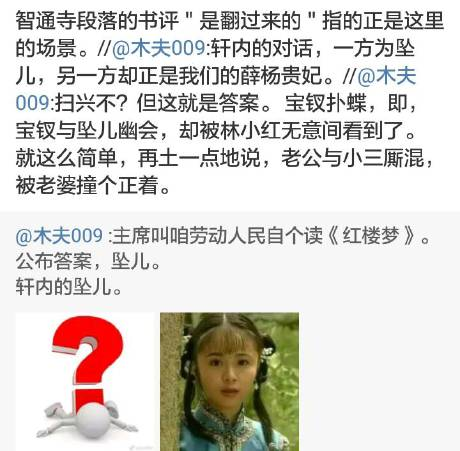 智通寺段落的书评＂是翻过来的＂指的正是这里
的场景。//@木夫009:轩内的对话，一方为坠
儿，另一方却正是我们的薛杨贵妃。//@木夫
009:扫兴不？但这就是答案。 宝钗扑蝶，即，
宝钗与坠儿幽会，却被林小红无意间看到了。
就这么简单，再土一点地说，老公与小三厮混，
被老婆撞个正着。
@木夫009 :主席叫咱劳动人民自个读《 红楼梦 》。
公布答案，坠儿。
轩内的坠儿。